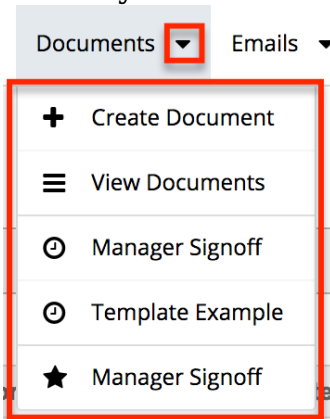 Documents Emails
Create Document
View Documents
Manager Signoff
Template Example
Manager Signoff